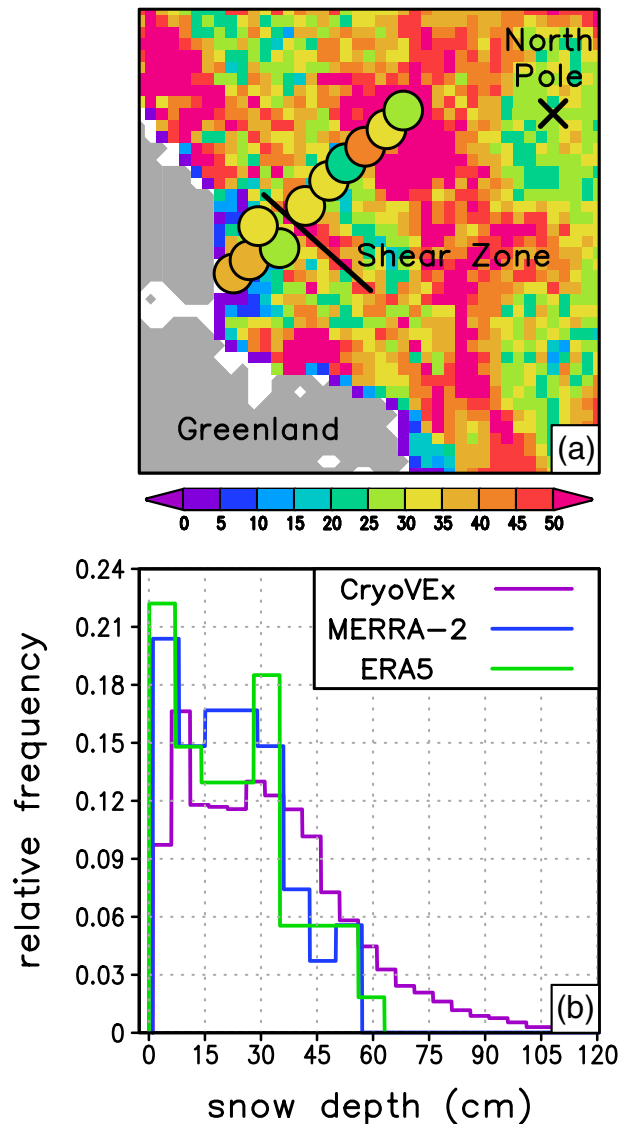 North
Pole
Shear Zone
Greenland
(a)
0 5 10 15 20 25 30 35 40 45 50
0.24
0.21
0.18
0.15
0.12
0.09
0.06
0.03
0
relative frequency
CryoVEx
MERRA-2
ERA5
(b)
0 15 30 45 60 75 90 105 120
snow depth (cm)